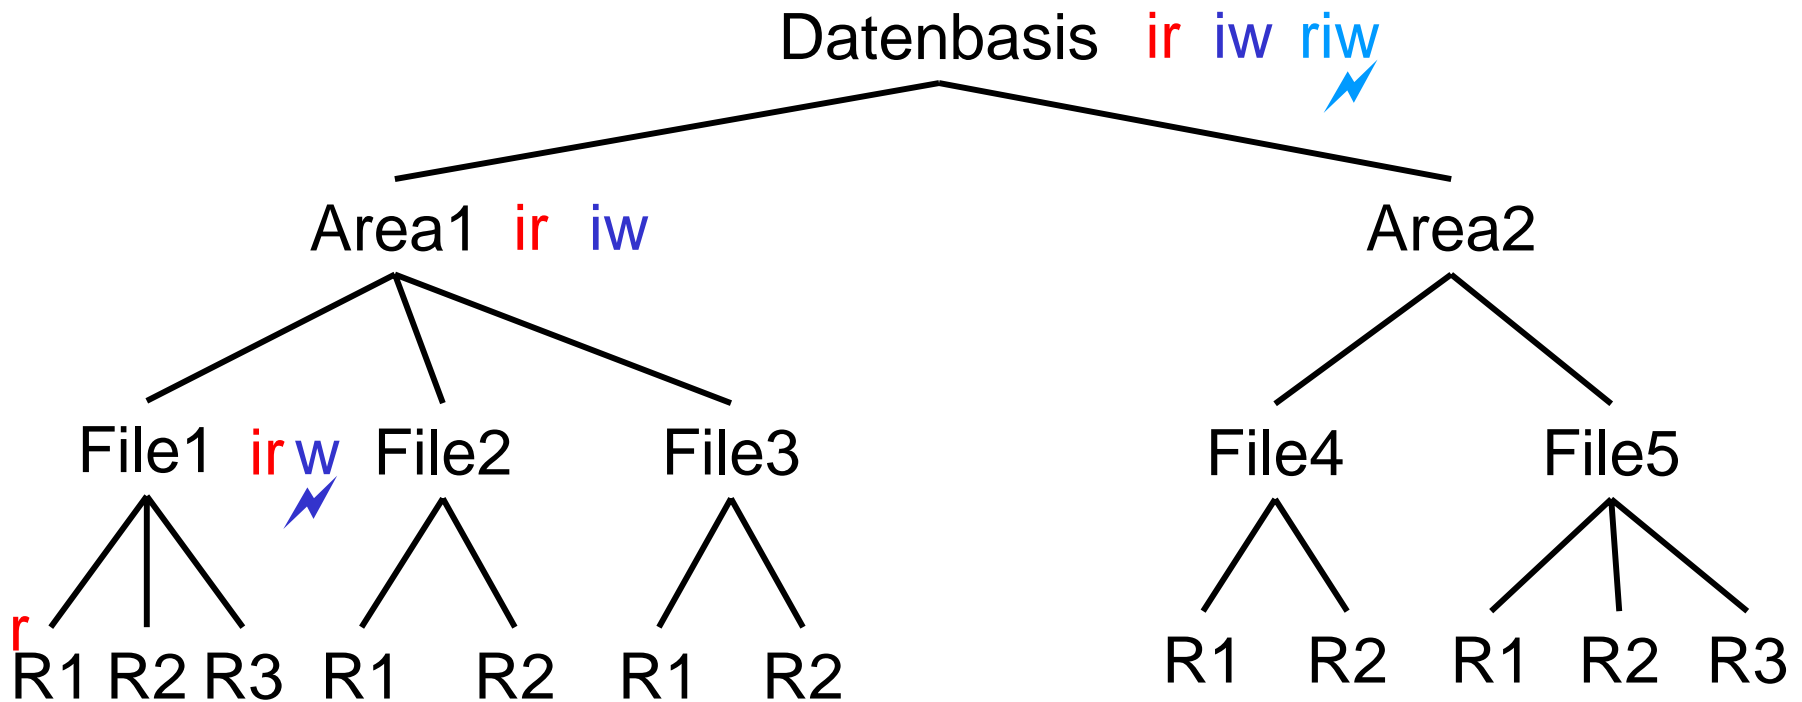 Datenbasis ir iw riw
Area1 ir iw Area2
File1 ir w File2 File3 File4 File5
r
R1 R2 R3 R1 R2 R1 R2 R1 R2 R1 R2 R3